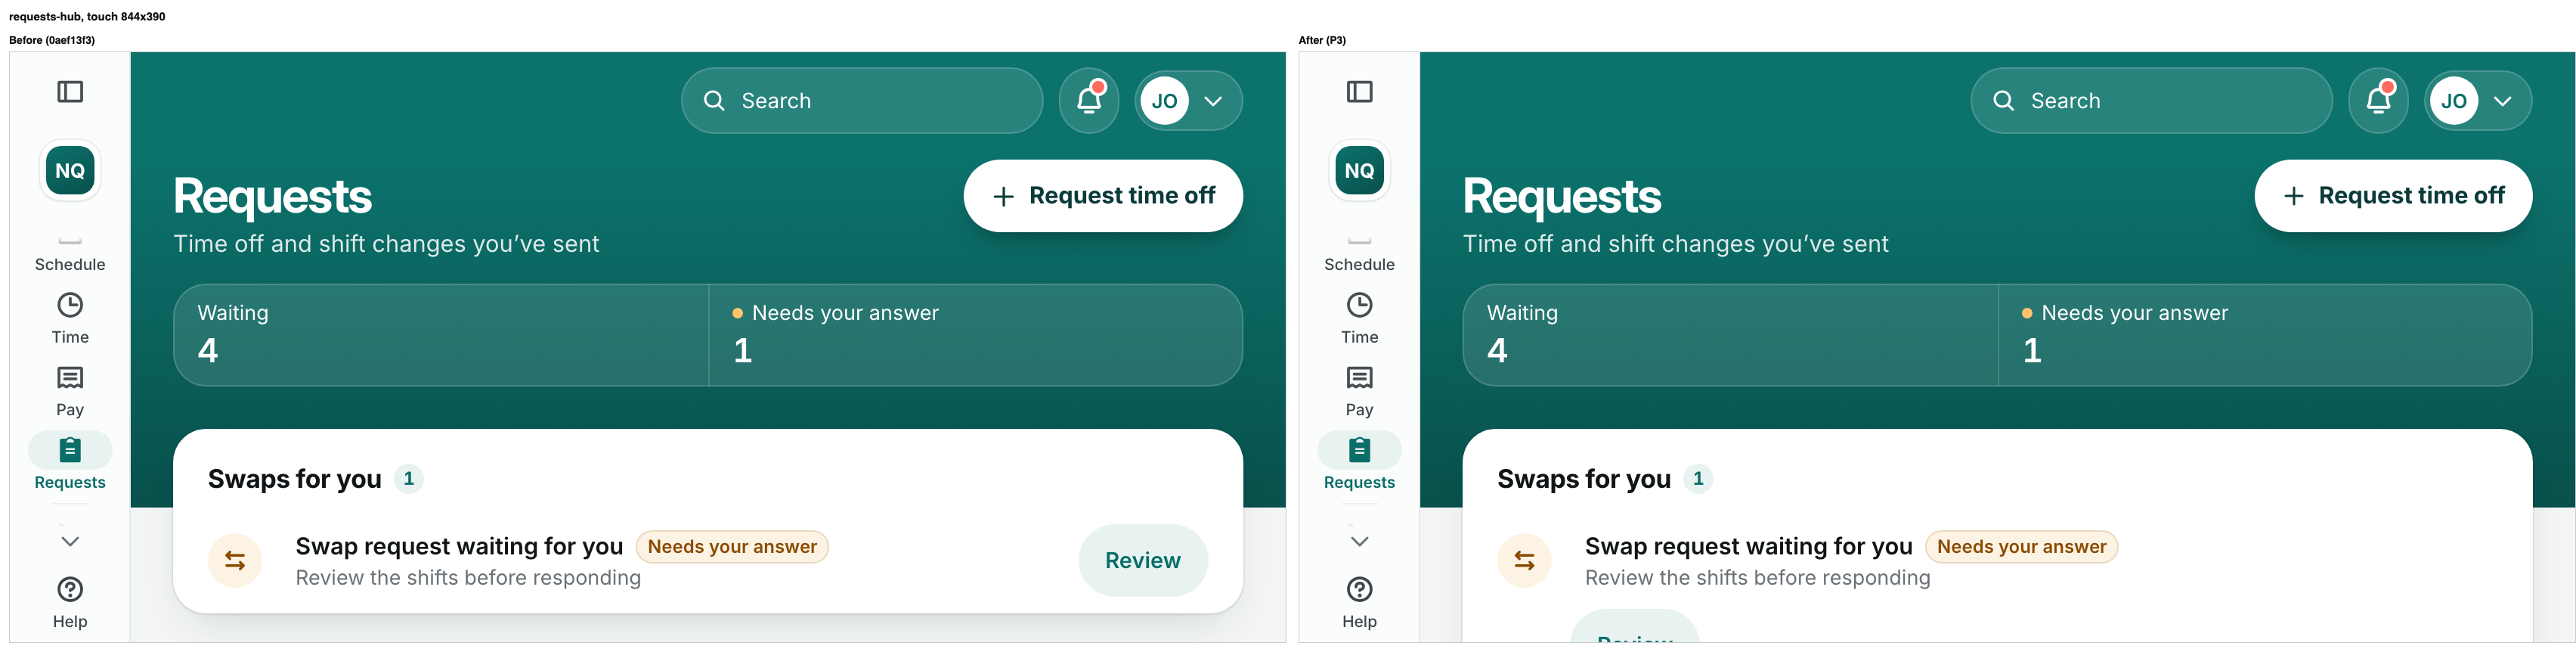 requests-hub, touch 844x390
Before (0aef13f3)
NQ
Schedule
Time
Pay
Requests
Help
Search
JO
Requests
Time off and shift changes you’ve sent
+ Request time off
Waiting
4
Needs your answer
1
Swaps for you 1
Swap request waiting for you Needs your answer
Review the shifts before responding
Review
After (P3)
NQ
Schedule
Time
Pay
Requests
Help
Search
JO
Requests
Time off and shift changes you’ve sent
+ Request time off
Waiting
4
Needs your answer
1
Swaps for you 1
Swap request waiting for you Needs your answer
Review the shifts before responding
Review